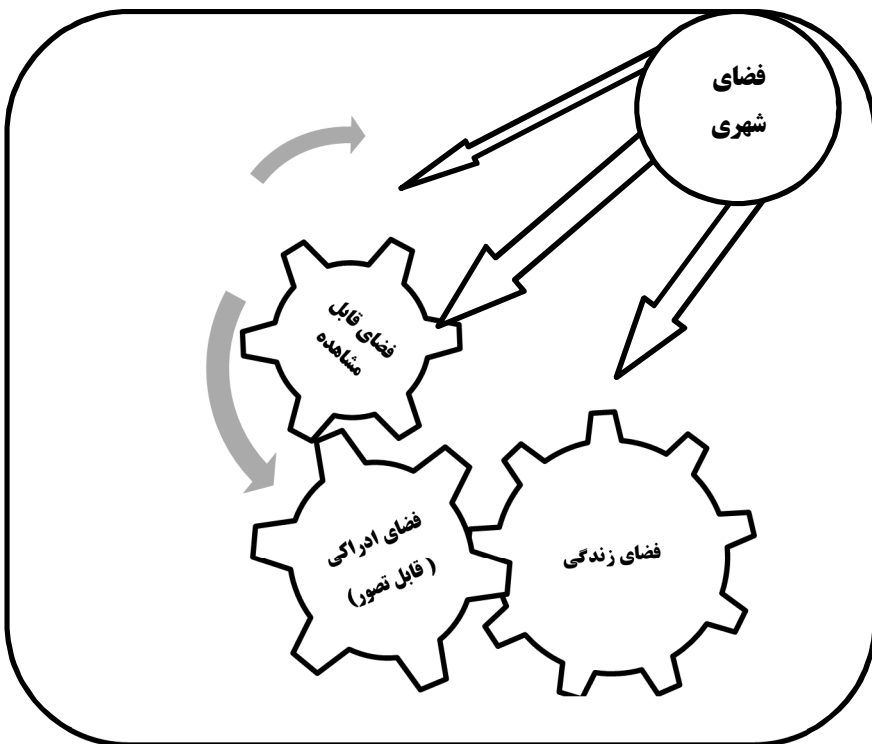 فضای
شهری
فضای قابل
مشاهده
فضای ادراکی
( قابل تصور)
فضای زندگی